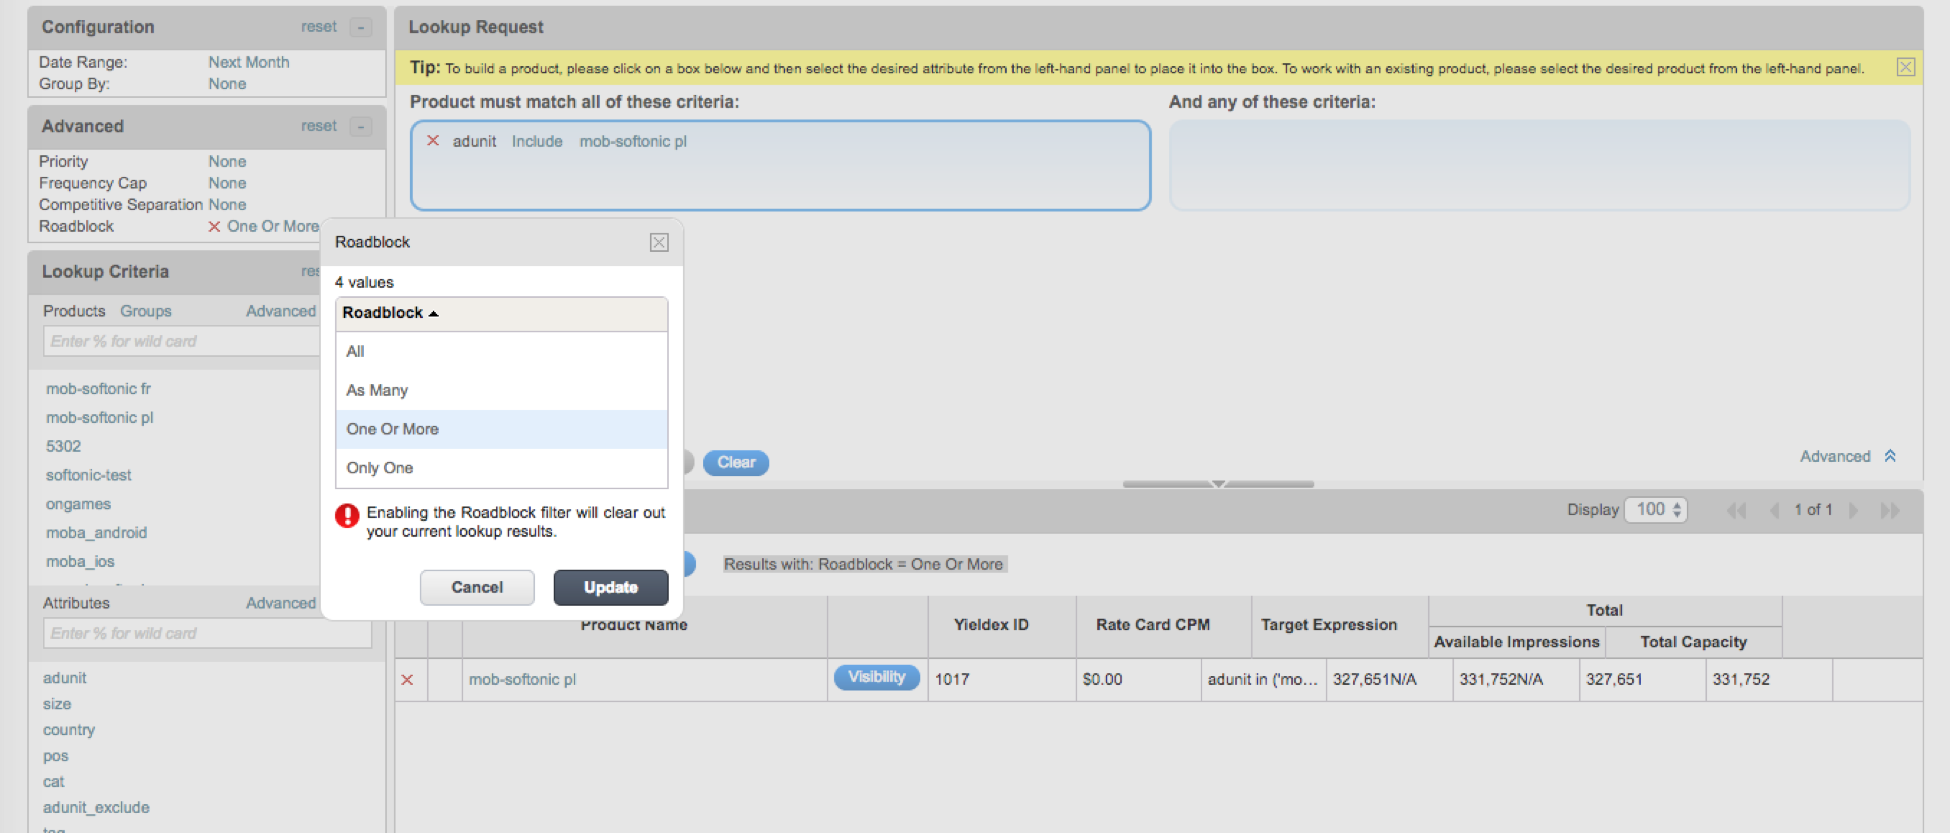 Configuration reset -
Date Range: Next Month
Group By: None
Advanced reset -
Priority None
Frequency Cap None
Competitive Separation None
Roadblock One Or More
Lookup Criteria
Products Groups Advanced
Enter % for wild card
mob-softonic fr
mob-softonic pl
5302
softonic-test
ongames
moba_android
moba_ios
Attributes Advanced
Enter % for wild card
adunit
size
country
pos
cat
adunit_exclude
Lookup Request
Tip: To build a product, please click on a box below and then select the desired attribute from the left-hand panel to place it into the box. To work with an existing product, please select the desired product from the left-hand panel.
Product must match all of these criteria:
adunit Include mob-softonic pl
And any of these criteria:
Roadblock
4 values
Roadblock
All
As Many
One Or More
Only One
Enabling the Roadblock filter will clear out
your current lookup results.
Cancel Update
Clear
Advanced
Display 100 1 of 1
Results with: Roadblock = One Or More
Product Name Yieldex ID Rate Card CPM Target Expression Total
Available Impressions Total Capacity
mob-softonic pl Visibility 1017 $0.00 adunit in ('mo... 327,651N/A 331,752N/A 327,651 331,752